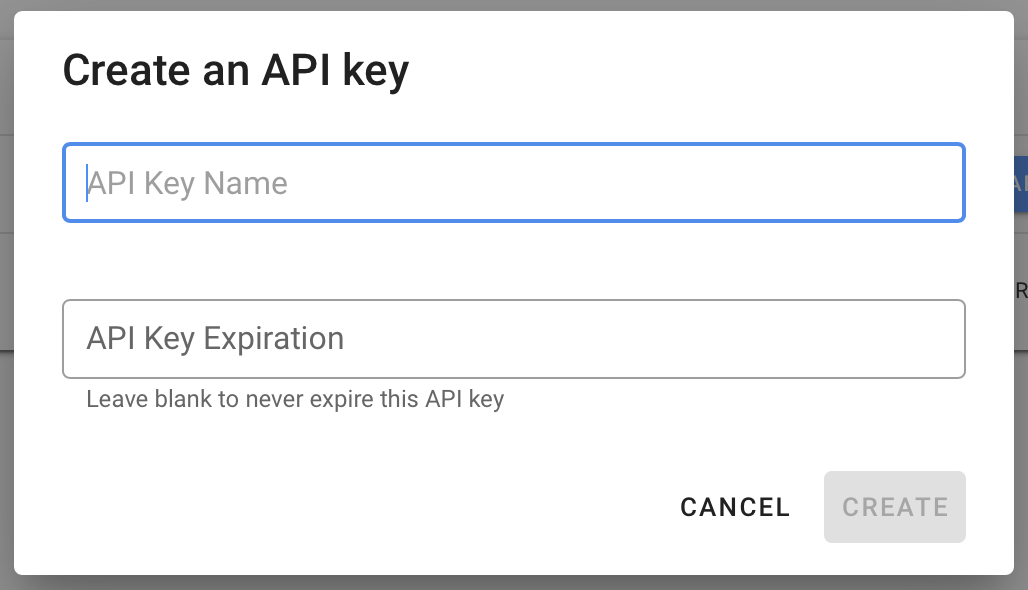 Create an API key
API Key Name
API Key Expiration
Leave blank to never expire this API key
CANCEL
CREATE